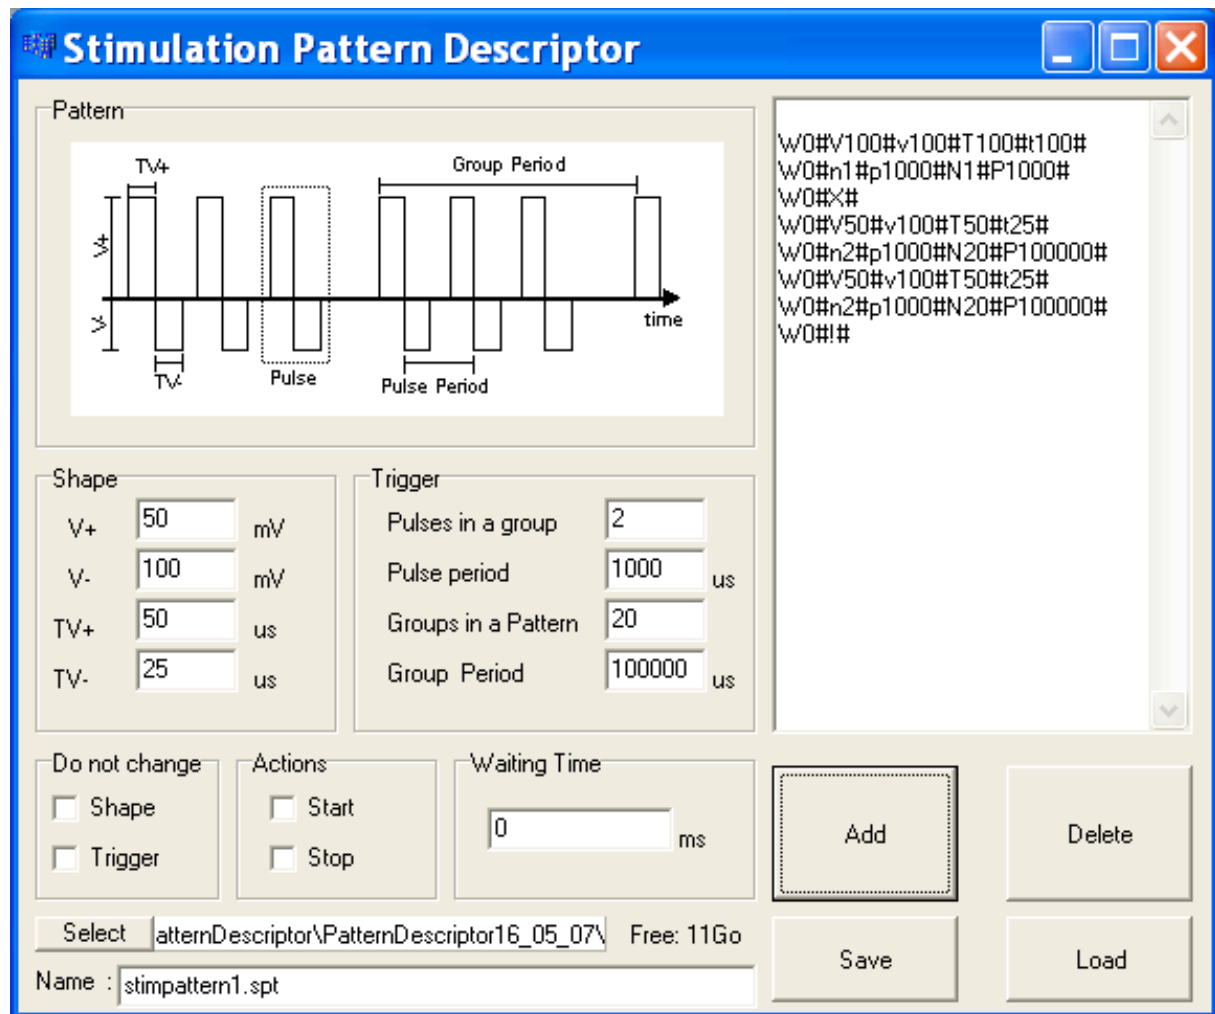 Stimulation Pattern Descriptor
Pattern
TV+
Group Period
V+
V-
time
TV-
Pulse
Pulse Period
W0#V100#v100#T100#t100#
W0#n1#p1000#N1#P1000#
W0#X#
W0#V50#v100#T50#t25#
W0#n2#p1000#N20#P100000#
W0#V50#v100#T50#t25#
W0#n2#p1000#N20#P100000#
W0#!#
Shape
V+ 50 mV
V- 100 mV
TV+ 50 us
TV- 25 us
Trigger
Pulses in a group 2
Pulse period 1000 us
Groups in a Pattern 20
Group Period 100000 us
Do not change
Shape
Trigger
Actions
Start
Stop
Waiting Time
0 ms
Add
Delete
Select atternDescriptor\PatternDescriptor16_05_07\ Free: 11Go
Name : stimpattern1.spt
Save
Load